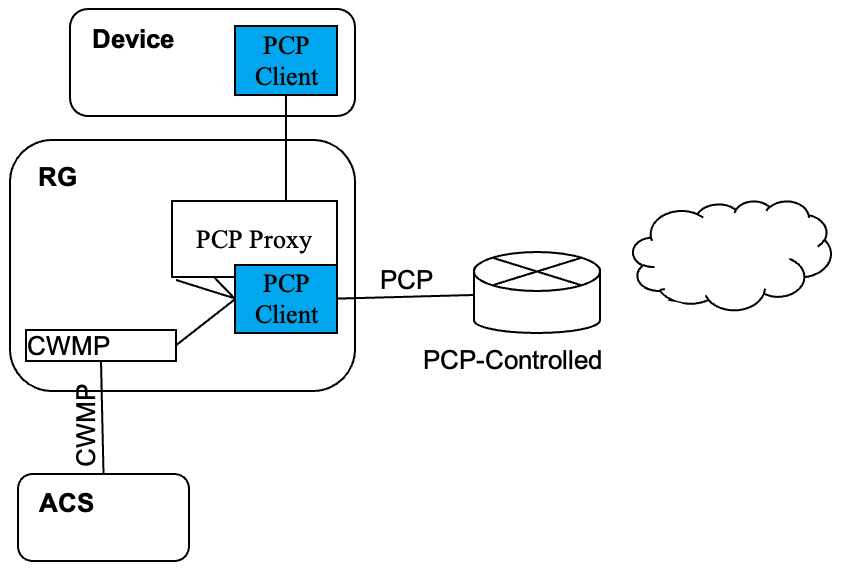 Device
PCP
Client
RG
PCP Proxy
PCP
Client
PCP
CWMP
PCP-Controlled
CWMP
ACS